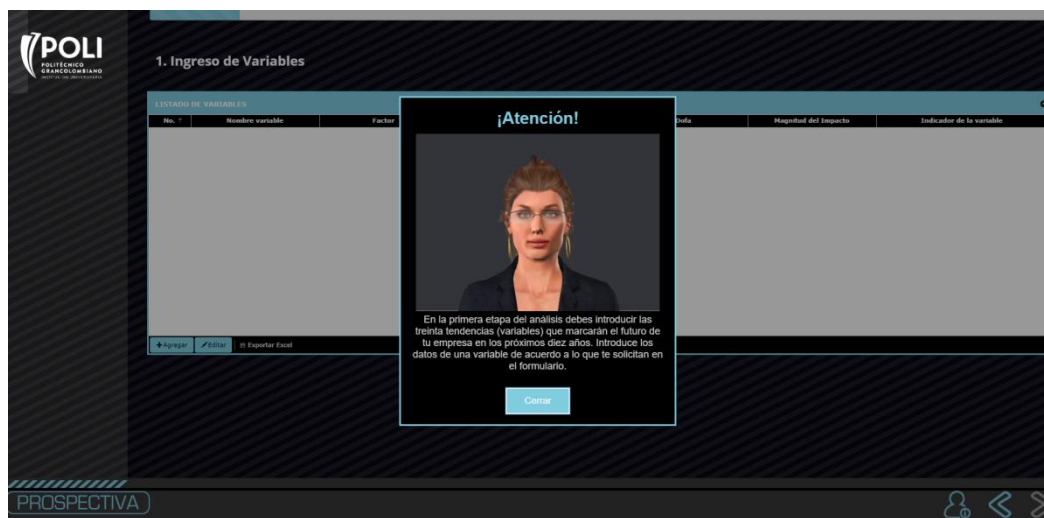 POLI
POLITÉCNICO
GRANCOLOMBIANO
1. Ingreso de Variables
LISTADO DE VARIABLES
No. Nombre variable Factor Dofa Magnitud del Impacto Indicador de la variable
¡Atención!
En la primera etapa del análisis debes introducir las
treinta tendencias (variables) que marcarán el futuro de
tu empresa en los próximos diez años. Introduce los
datos de una variable de acuerdo a lo que te solicitan en
el formulario.
Cerrar
+Agregar Editar Exportar Excel
PROSPECTIVA